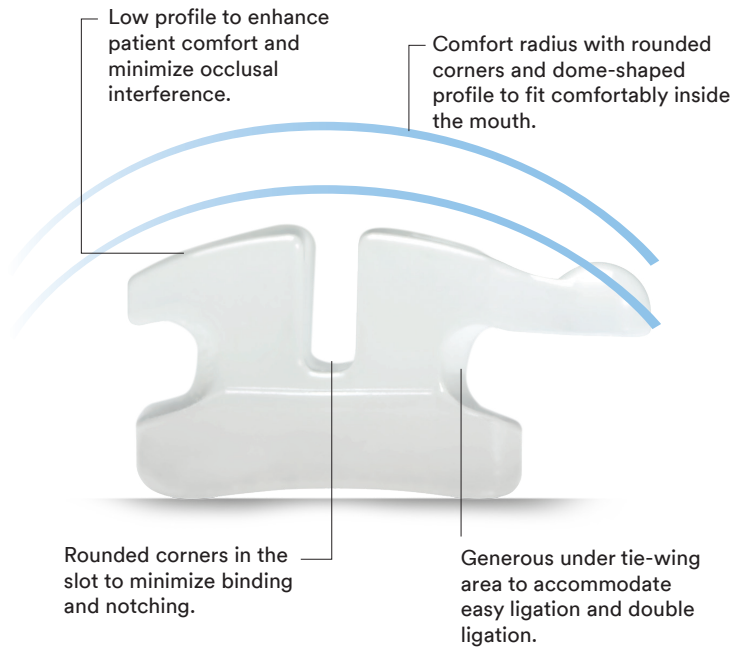 Low profile to enhance
patient comfort and
minimize occlusal
interference.
Comfort radius with rounded
corners and dome-shaped
profile to fit comfortably inside
the mouth.
Rounded corners in the
slot to minimize binding
and notching.
Generous under tie-wing
area to accommodate
easy ligation and double
ligation.